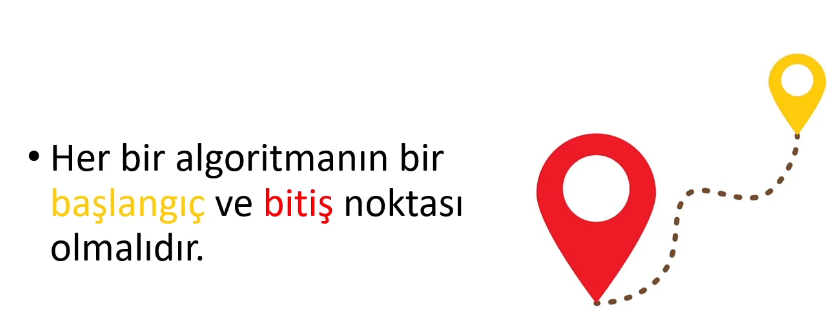 • Her bir algoritmanın bir
başlangıç ve bitiş noktası
olmalıdır.